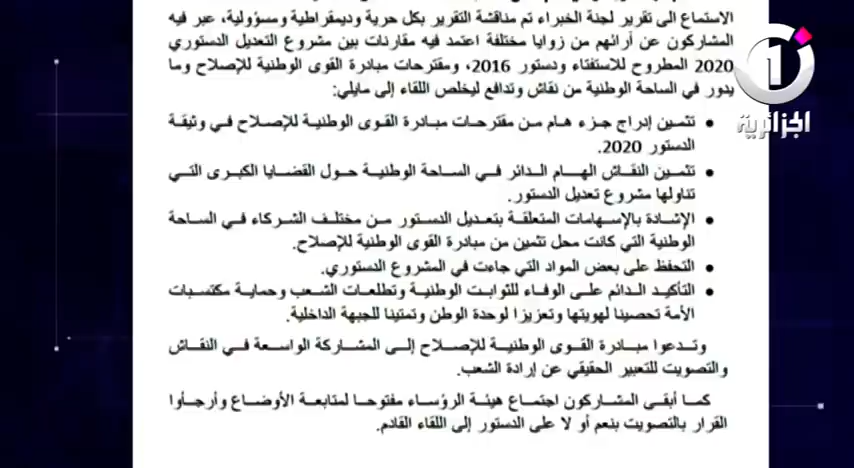 الاستماع الى تقرير لجنة الخبراء تم مناقشة التقرير بكل حرية وديمقراطية ومسؤولية، عبر فيه
المشاركون عن أرائهم من زوايا مختلفة اعتمد فيه مقارنات بين مشروع التعديل الدستوري
2020 المطروح للاستفتاء ودستور 2016، ومقترحات مبادرة القوى الوطنية للإصلاح وما
يدور في الساحة الوطنية من نقاش وتدافع ليخلص اللقاء إلى مايلي:
• تثمين إدراج جزء هام من مقترحات مبادرة القوى الوطنية للإصلاح في وثيقة
الدستور 2020.
• تثمين النقاش الهام الدائر في الساحة الوطنية حول القضايا الكبرى التي
تناولها مشروع تعديل الدستور.
• الإشادة بالإسهامات المتعلقة بتعديل الدستور من مختلف الشركاء في الساحة
الوطنية التي كانت محل تثمين من مبادرة القوى الوطنية للإصلاح.
• التحفظ على بعض المواد التي جاءت في المشروع الدستوري.
• التأكيد الدائم على الوفاء للثوابت الوطنية وتطلعات الشعب وحماية مكتسبات
الأمة تحصينا لهويتها وتعزيزا لوحدة الوطن وتمتينا للجبهة الداخلية.
وتدعوا مبادرة القوى الوطنية للإصلاح إلى المشاركة الواسعة في النقاش
والتصويت للتعبير الحقيقي عن إرادة الشعب.
كما أبقى المشاركون اجتماع هيئة الرؤساء مفتوحا لمتابعة الأوضاع وأرجأوا
القرار بالتصويت بنعم أو لا على الدستور إلى اللقاء القادم.
1
الجزائرية